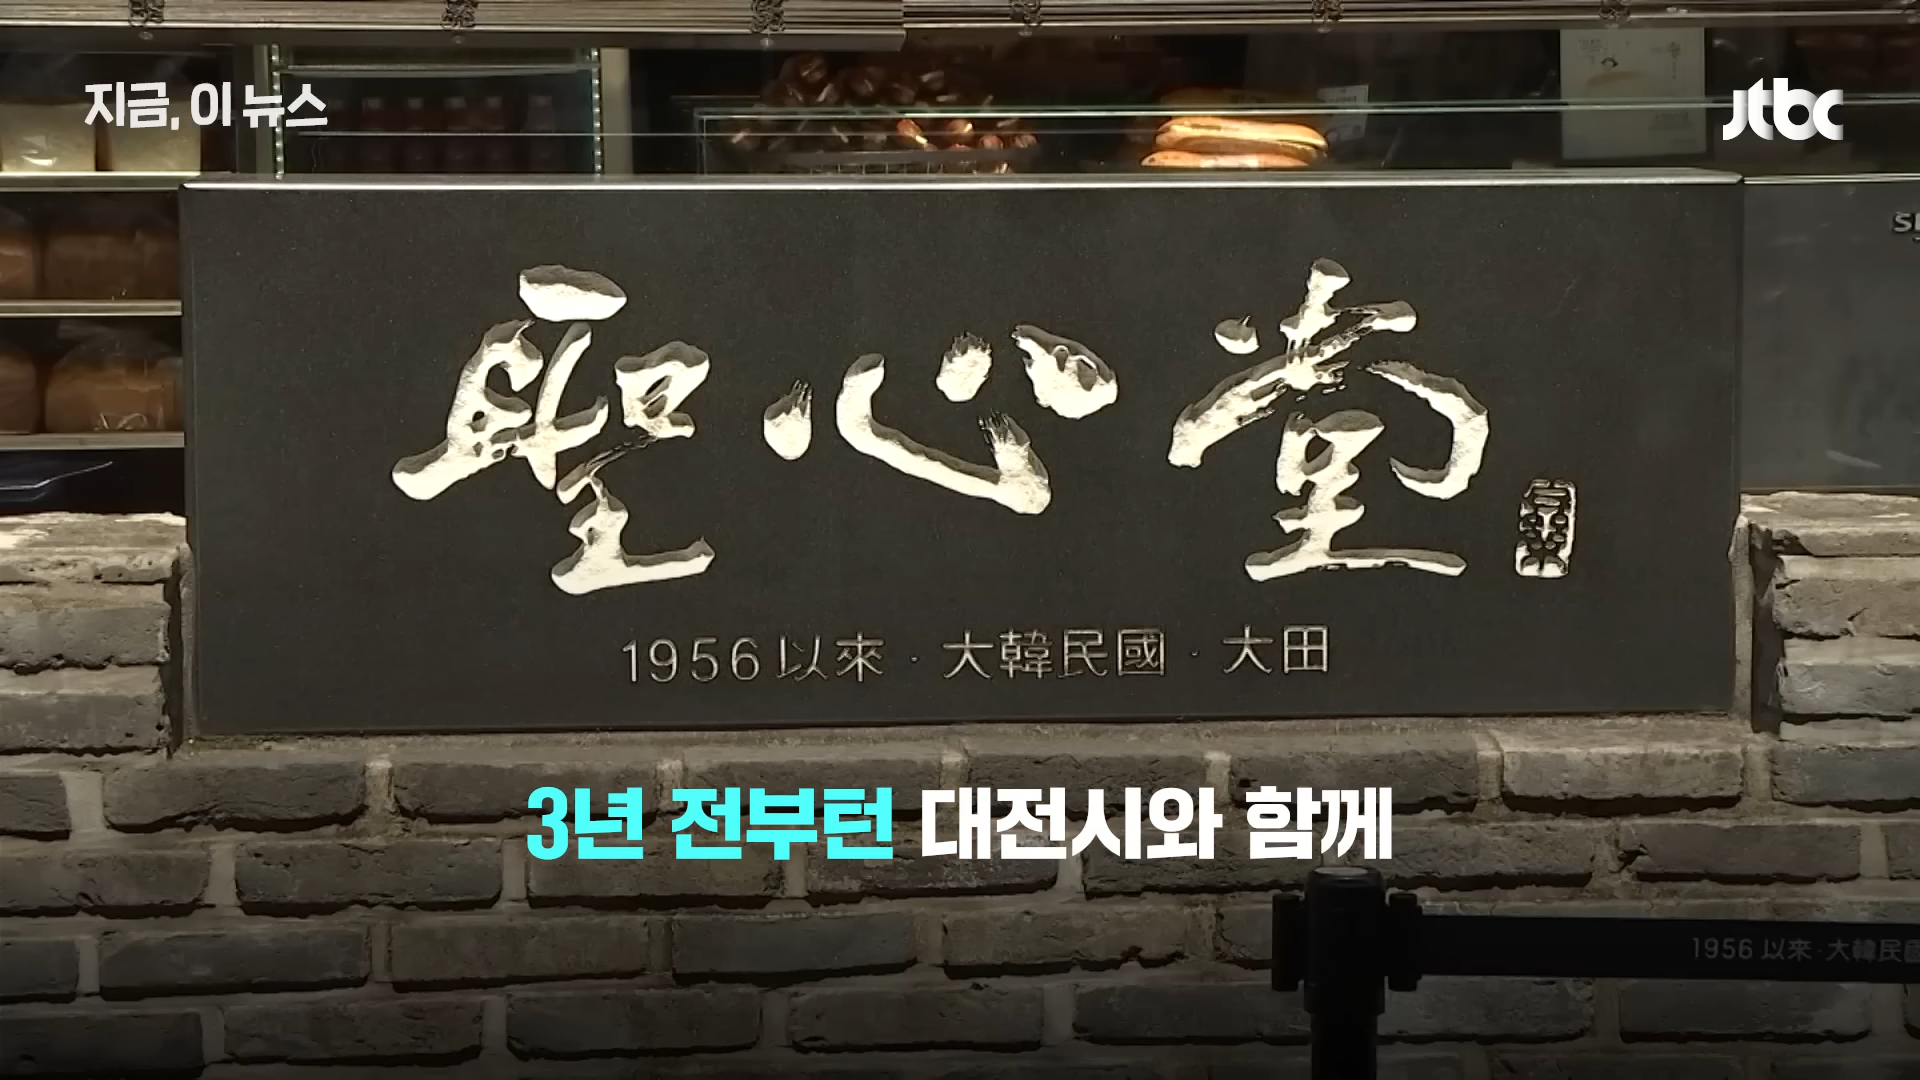 지금, 이 뉴스
jtbc
聖心堂
1956 以來 · 大韓民國 · 大田
3년 전부턴 대전시와 함께
1956 以來 · 大韓民國